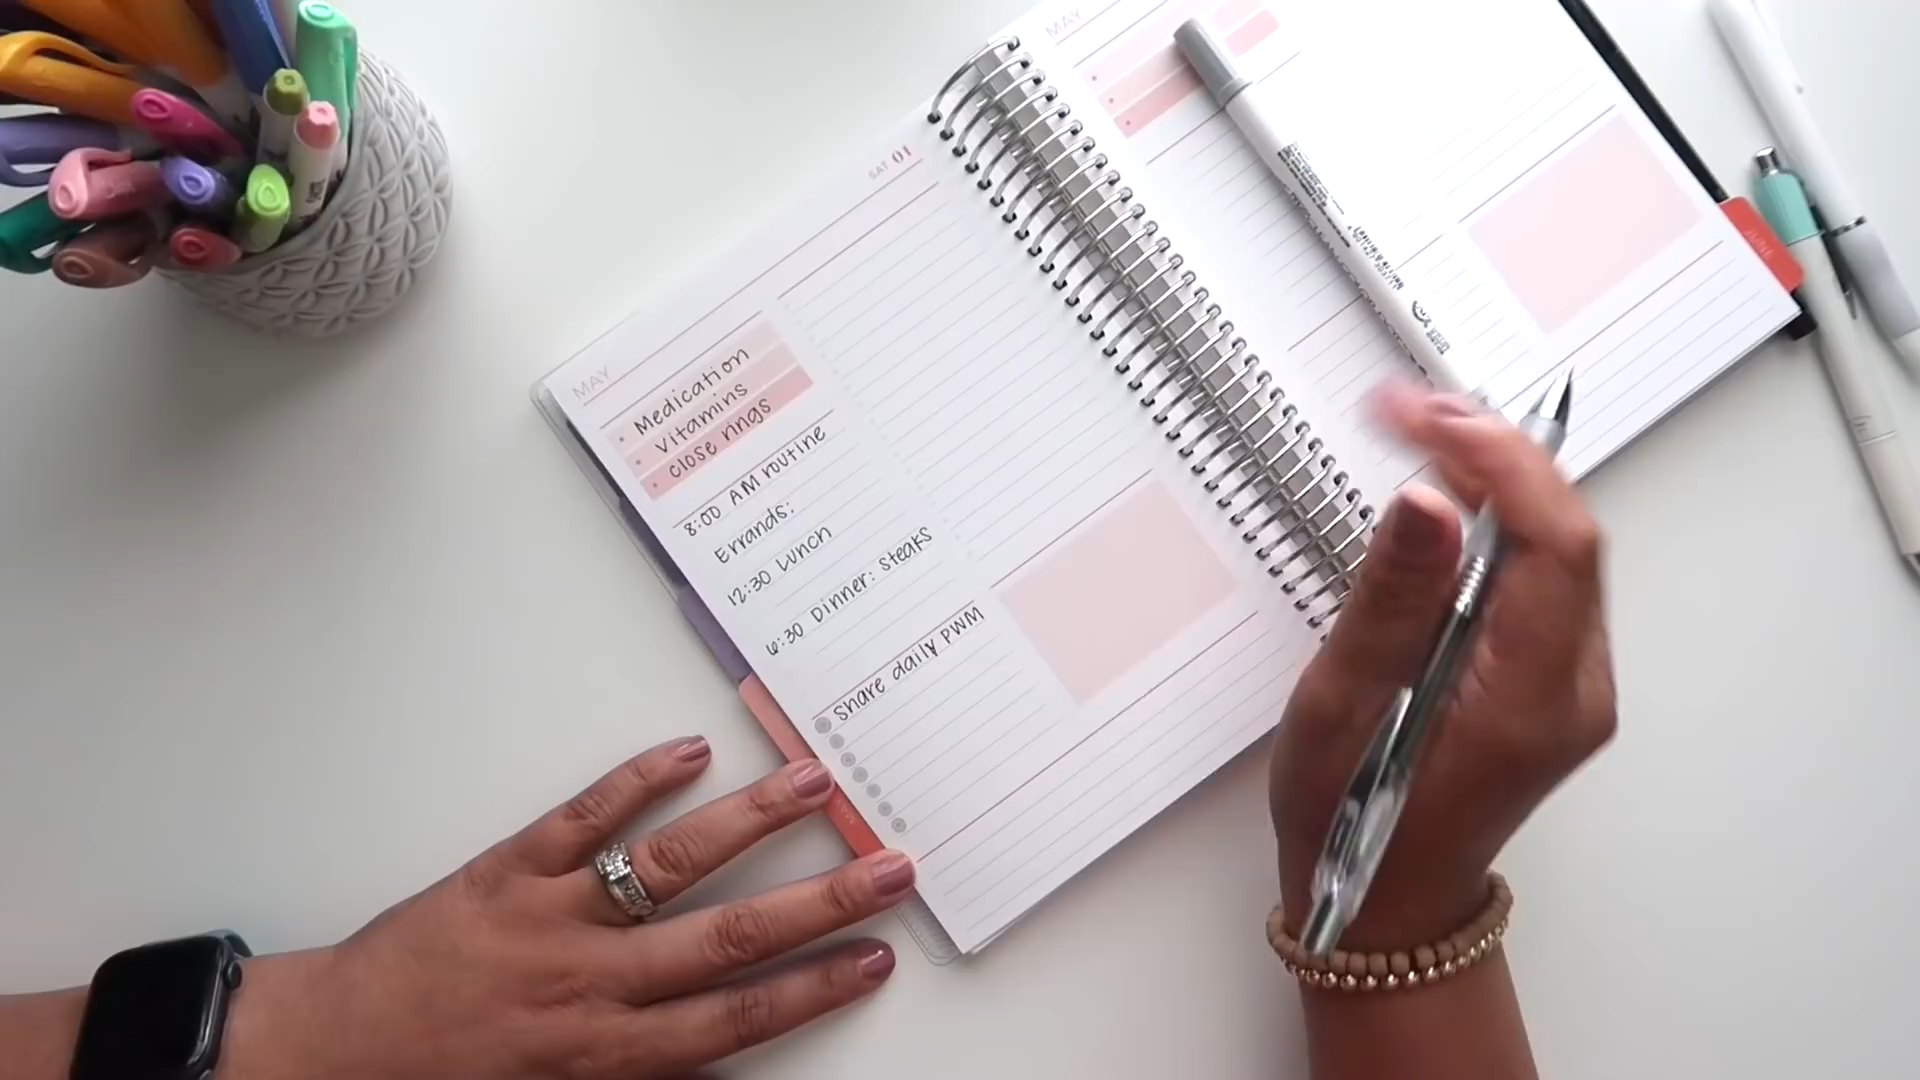 MAY
SAT 01
Medication
Vitamins
close rings
8:00 AM routine
Errands:
12:30 Lunch
6:30 Dinner: Steaks
Share daily PWM
MAY